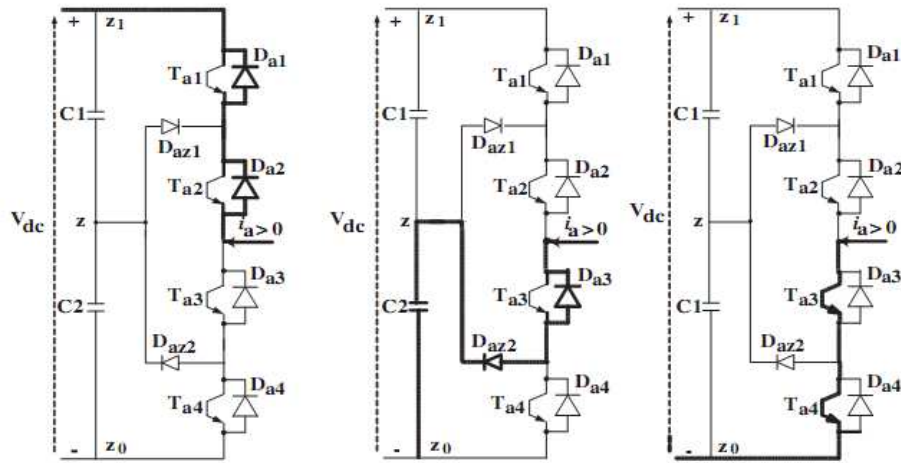 + z1 Da1
Ta1
C1
Daz1 Da2
Ta2
Vdc z ia>0
Da3
Ta3
C2
Daz2
Da4
Ta4
- z0
+ z1 Da1
Ta1
C1
Daz1 Da2
Ta2
Vdc z ia>0
Da3
Ta3
C2
Daz2
Da4
Ta4
- z0
+ z1 Da1
Ta1
C1
Daz1 Da2
Ta2
Vdc z ia>0
Da3
Ta3
C1
Daz2
Da4
Ta4
- z0